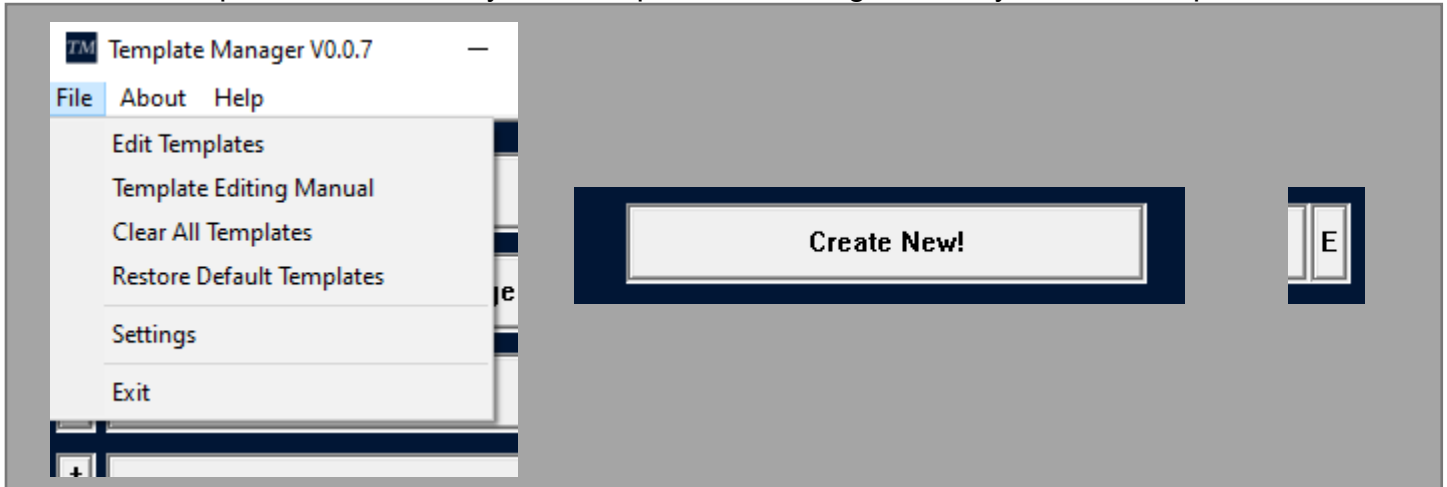 TM Template Manager V0.0.7
File About Help
Edit Templates
Template Editing Manual
Clear All Templates
Restore Default Templates
Settings
Exit
+
Create New!
E